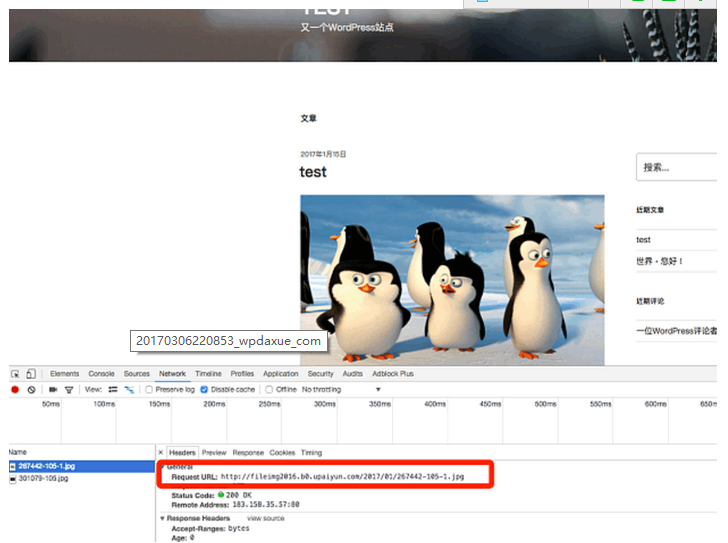 TEST
又一个WordPress站点
文章
2017年1月15日
test
搜索...
近期文章
test
世界，您好！
近期评论
一位WordPress评论者
20170306220853_wpdaxue_com
Elements Console Sources Network Timeline Profiles Application Security Audits Adblock Plus
View: Preserve log Disable cache Offline No throttling
50ms 100ms 150ms 200ms 250ms 300ms 350ms 400ms 450ms 500ms 550ms 600ms 650m
Name
267442-105-1.jpg
301079-105.jpg
× Headers Preview Response Cookies Timing
General
Request URL: http://fileimg2016.b0.upaiyun.com/2017/01/267442-105-1.jpg
Status Code: 200 OK
Remote Address: 183.158.35.57:80
Response Headers view source
Accept-Ranges: bytes
Age: 0